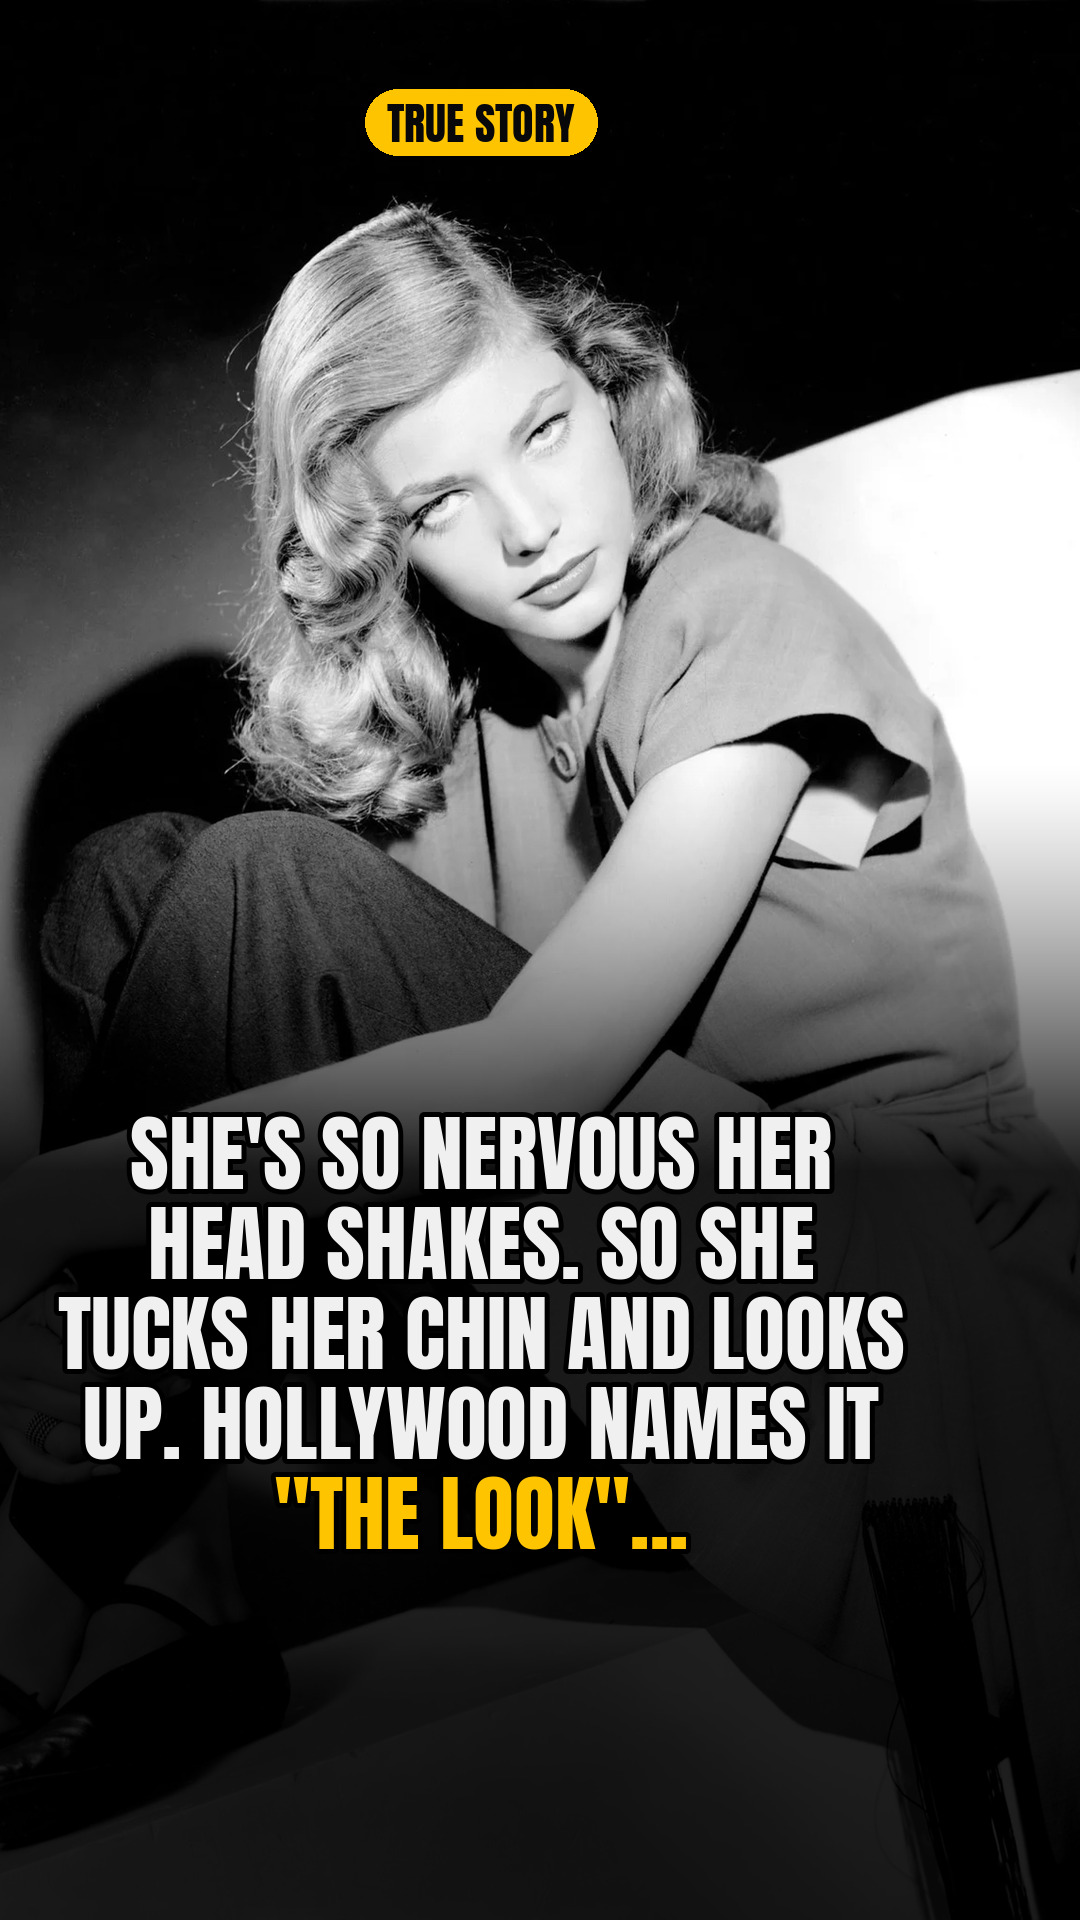 TRUE STORY
SHE'S SO NERVOUS HER
HEAD SHAKES. SO SHE
TUCKS HER CHIN AND LOOKS
UP. HOLLYWOOD NAMES IT
"THE LOOK"...